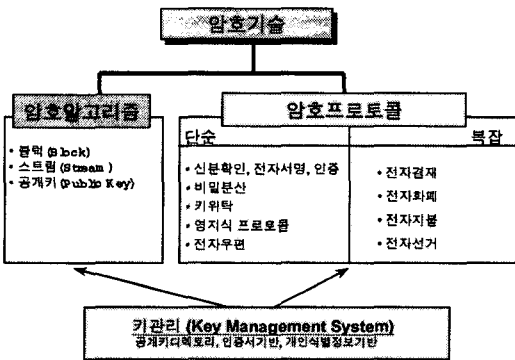 암호기술
암호알고리즘
• 블럭 (Block)
• 스트림 (Stream)
• 공개키 (Public Key)
암호프로토콜
단순
• 신분확인, 전자서명, 인증
• 비밀분산
• 키위탁
• 영지식 프로토콜
• 전자우편
복잡
• 전자결재
• 전자화폐
• 전자지불
• 전자선거
키관리 (Key Management System)
공개키디렉토리, 인증서기반, 개인식별정보기반